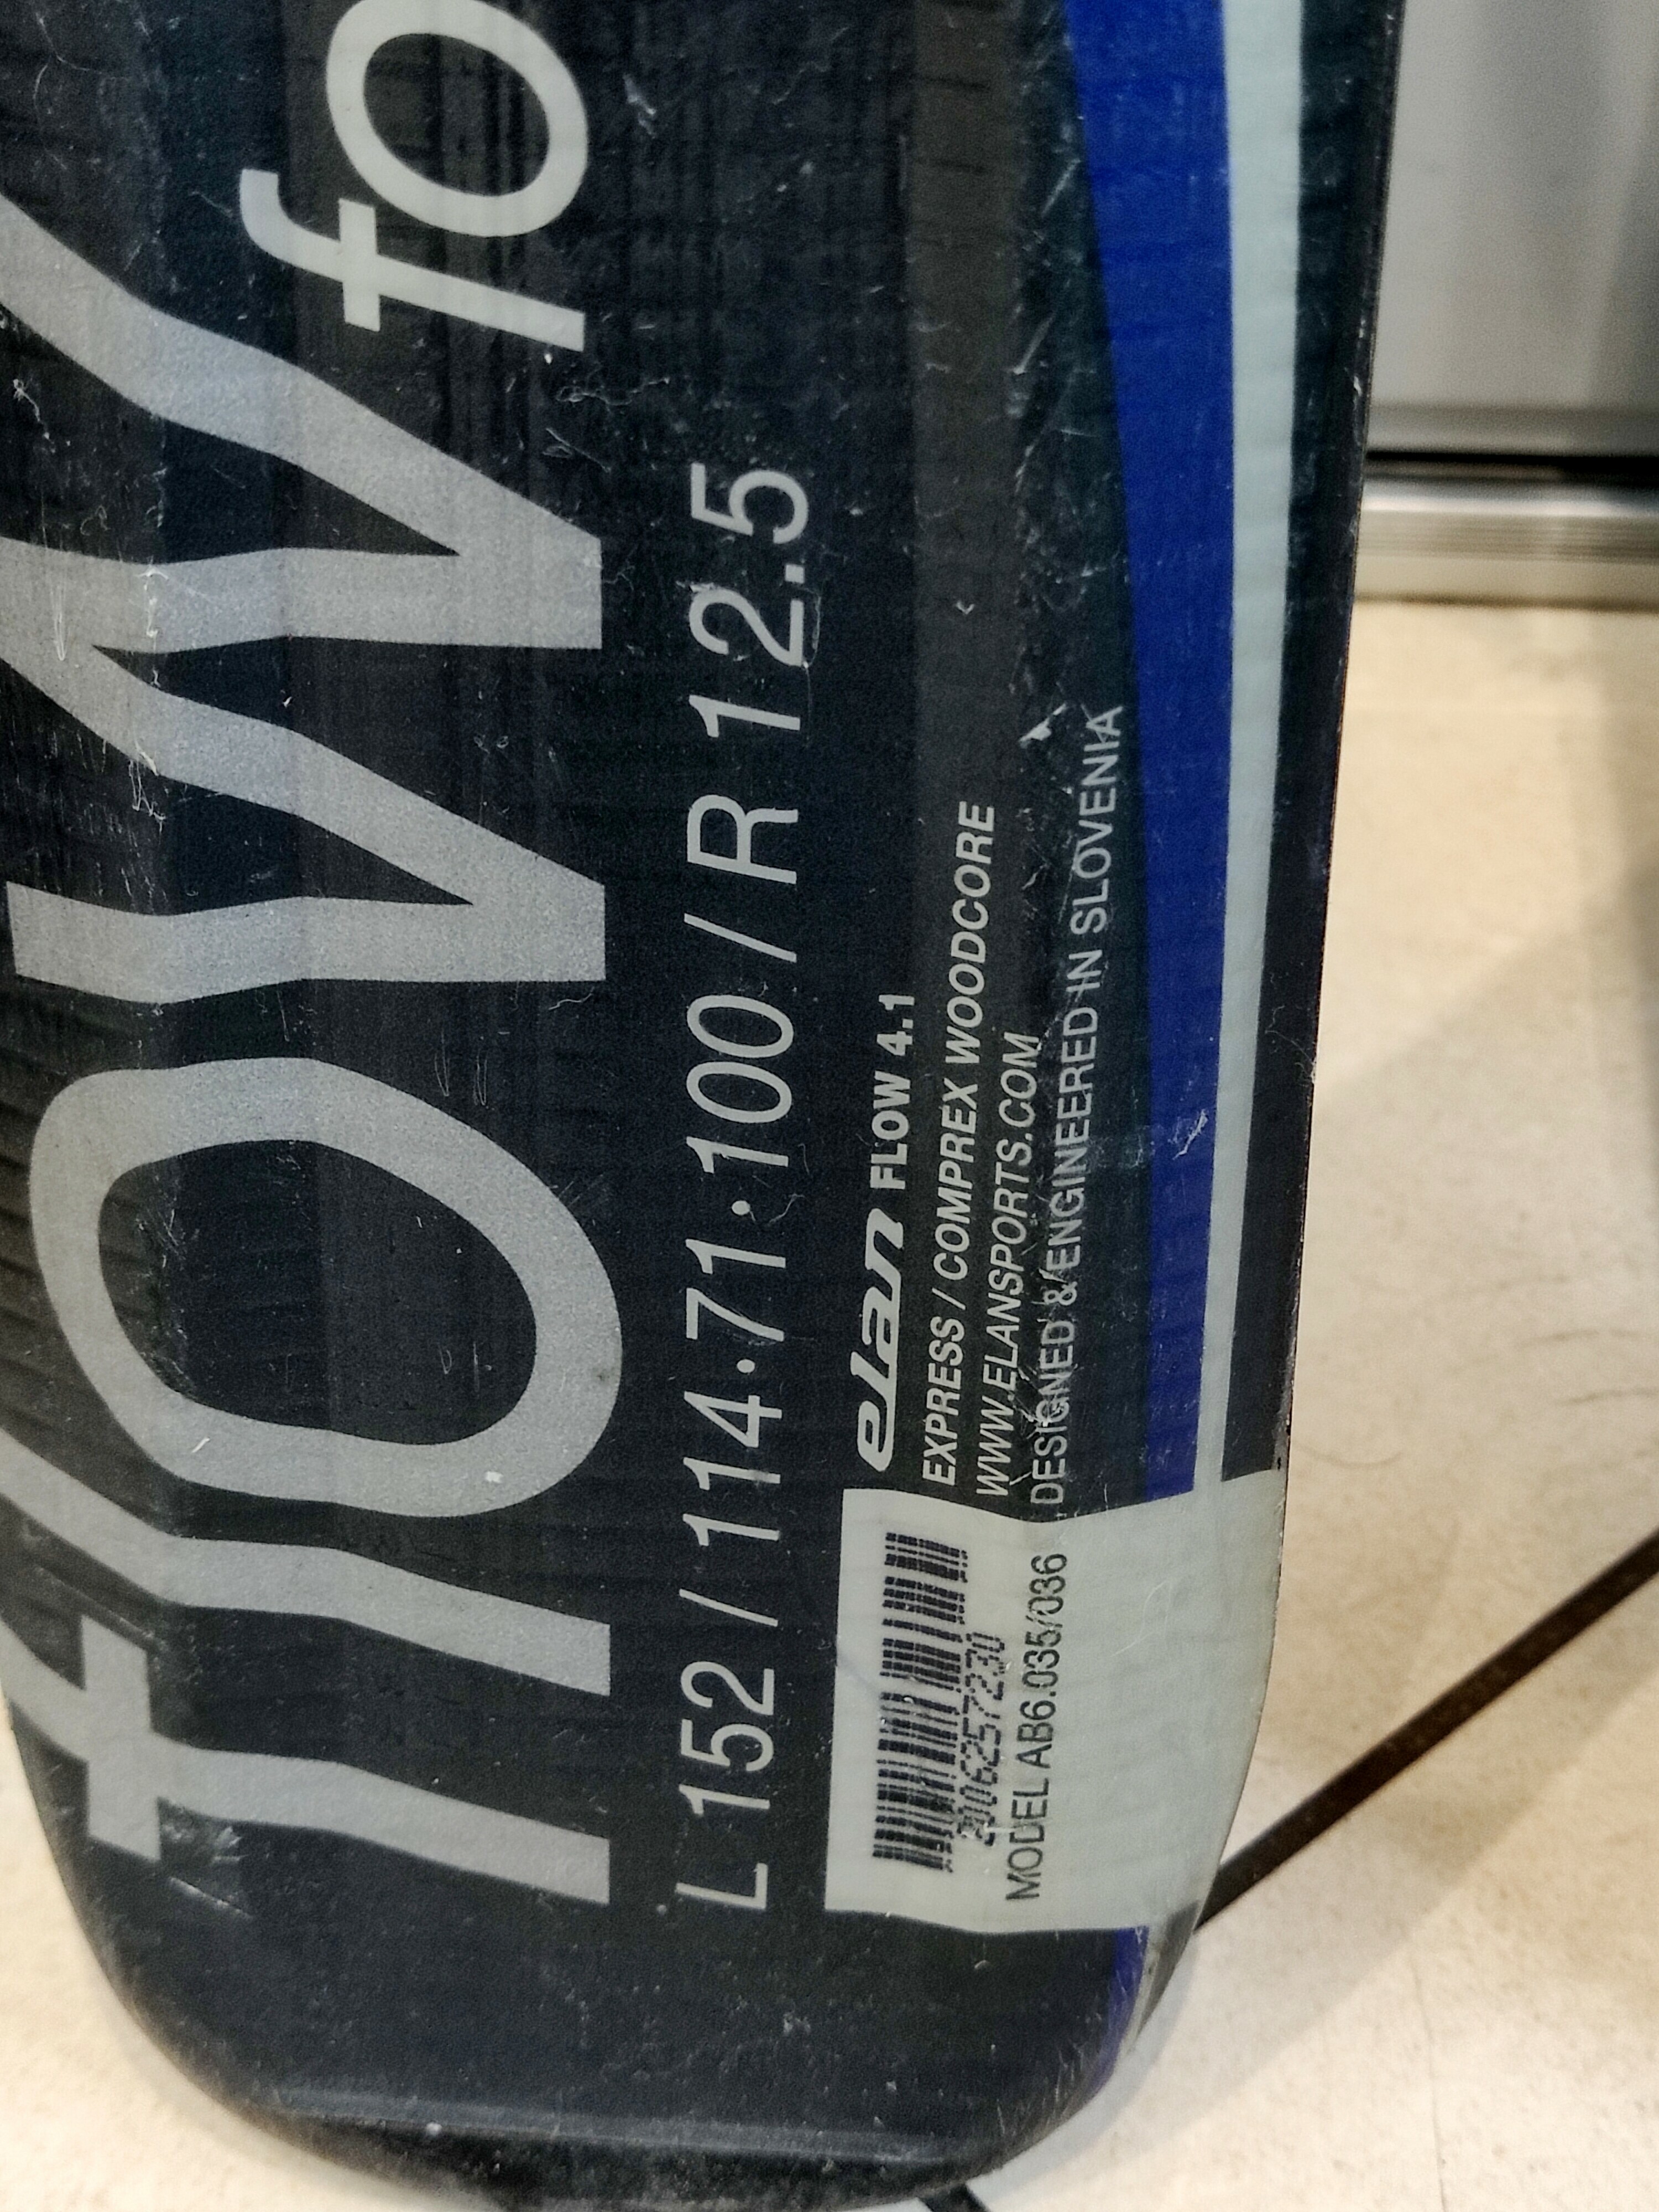 flow fo
L 152 / 114·71·100 / R 12.5
elan FLOW 4.1
EXPRESS / COMPREX WOODCORE
WWW.ELANSPORTS.COM
DESIGNED & ENGINEERED IN SLOVENIA
MODEL AB6.035/036